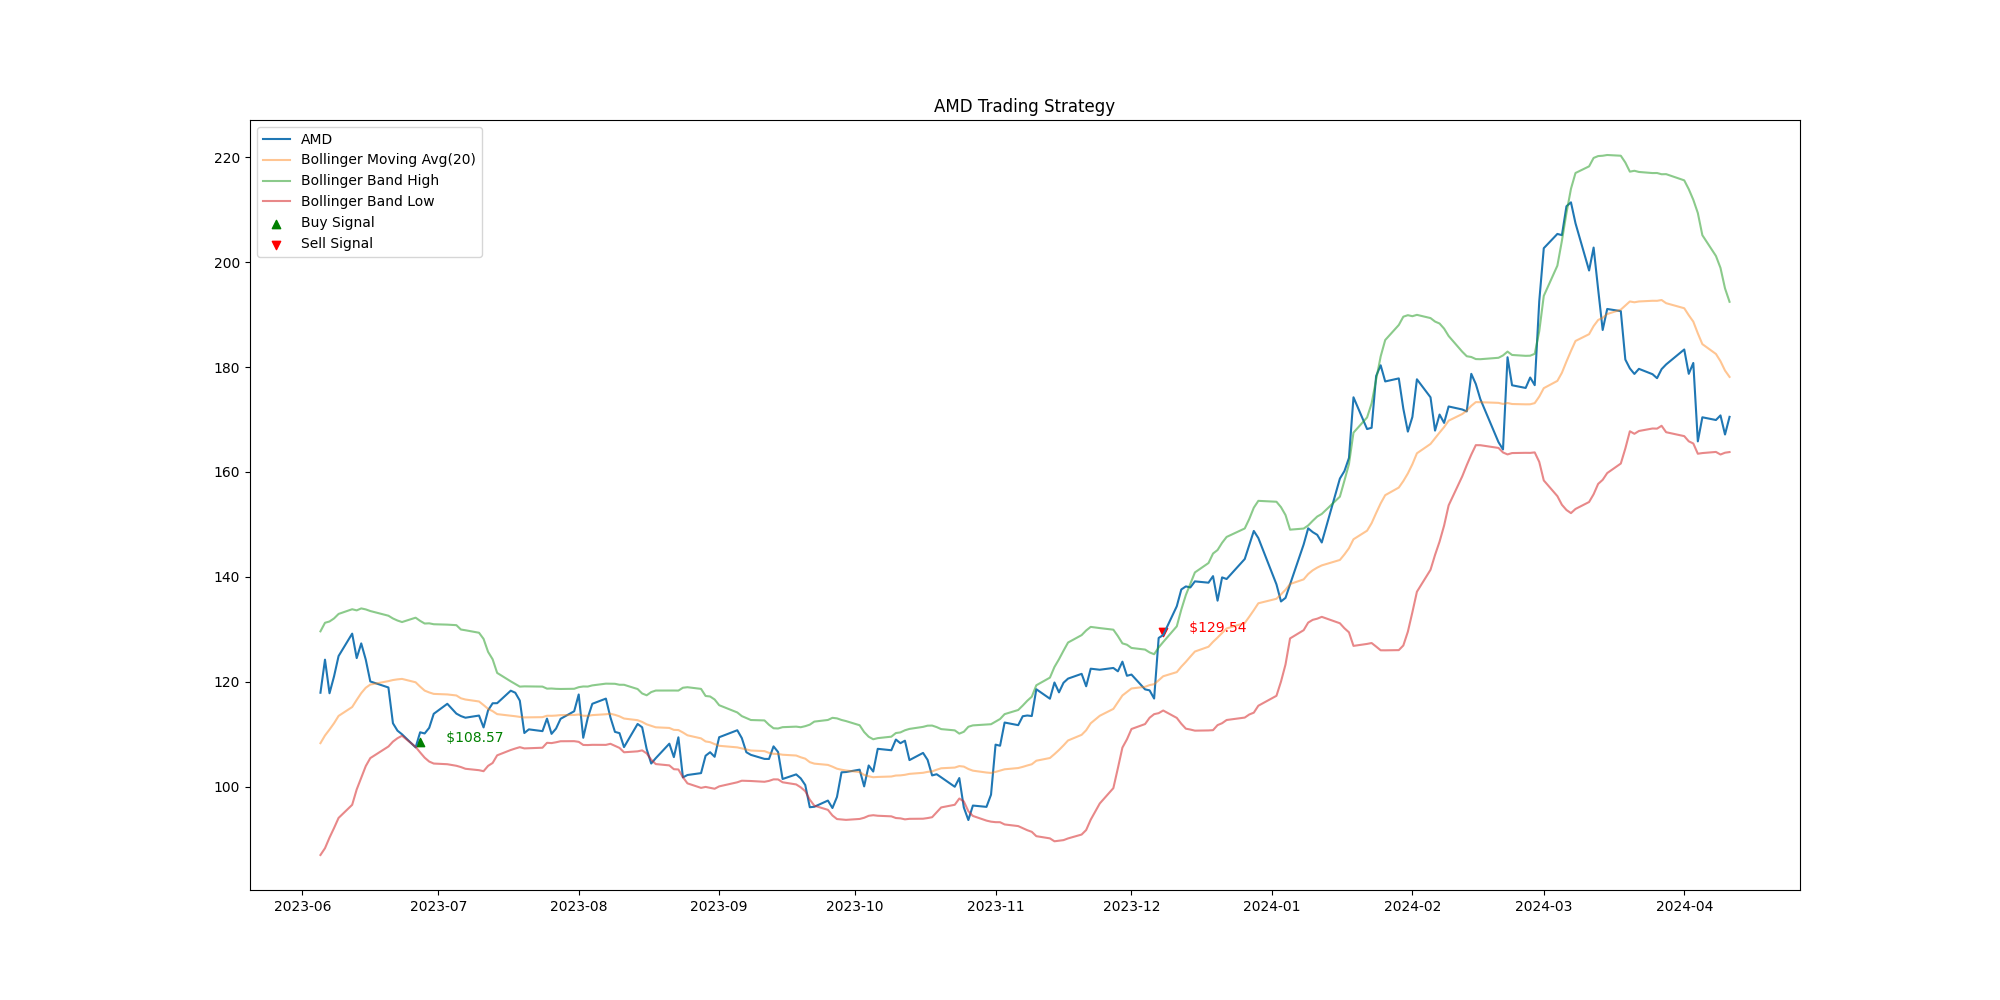 AMD Trading Strategy
AMD
Bollinger Moving Avg(20)
Bollinger Band High
Bollinger Band Low
Buy Signal
Sell Signal
220
200
180
160
140
120
100
$129.54
$108.57
2023-06 2023-07 2023-08 2023-09 2023-10 2023-11 2023-12 2024-01 2024-02 2024-03 2024-04